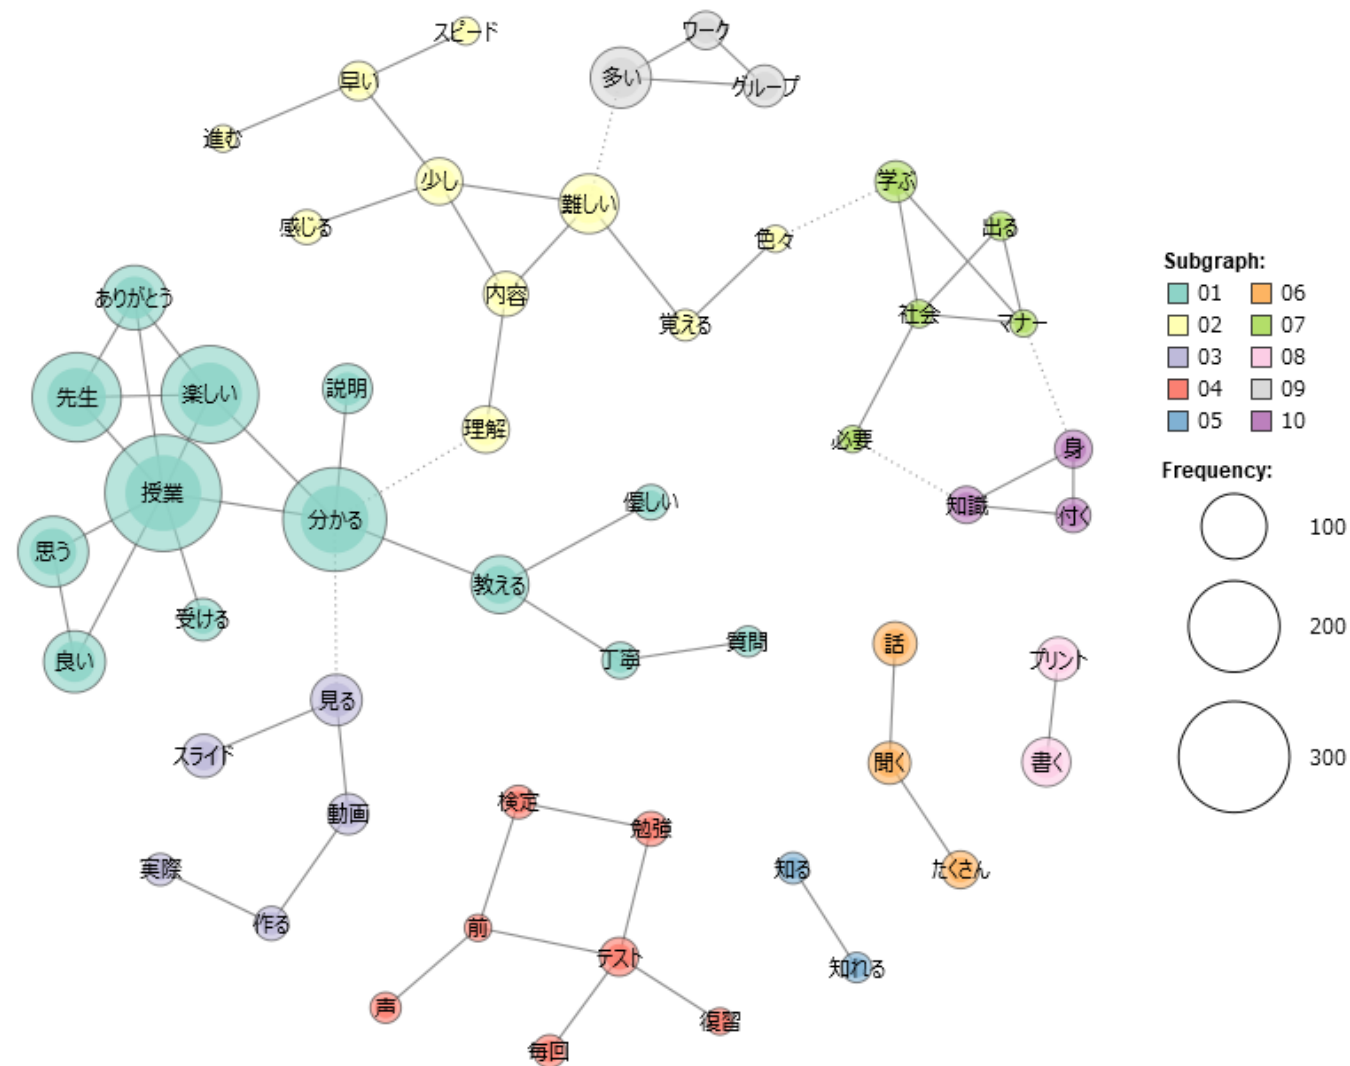 スピード
ワーク
早い
多い
グループ
進む
少し
学ぶ
難しい
感じる
色々
出る
ありがとう
内容
覚える
社会
マナー
先生
楽しい
説明
理解
必要
身
授業
分かる
優しい
知識
付く
思う
教える
受ける
良い
丁寧
質問
話
プリント
見る
スライド
聞く
書く
動画
検定
勉強
実際
知る
たくさん
作る
前
テスト
知れる
声
復習
毎回
Subgraph:
01 06
02 07
03 08
04 09
05 10
Frequency:
100
200
300